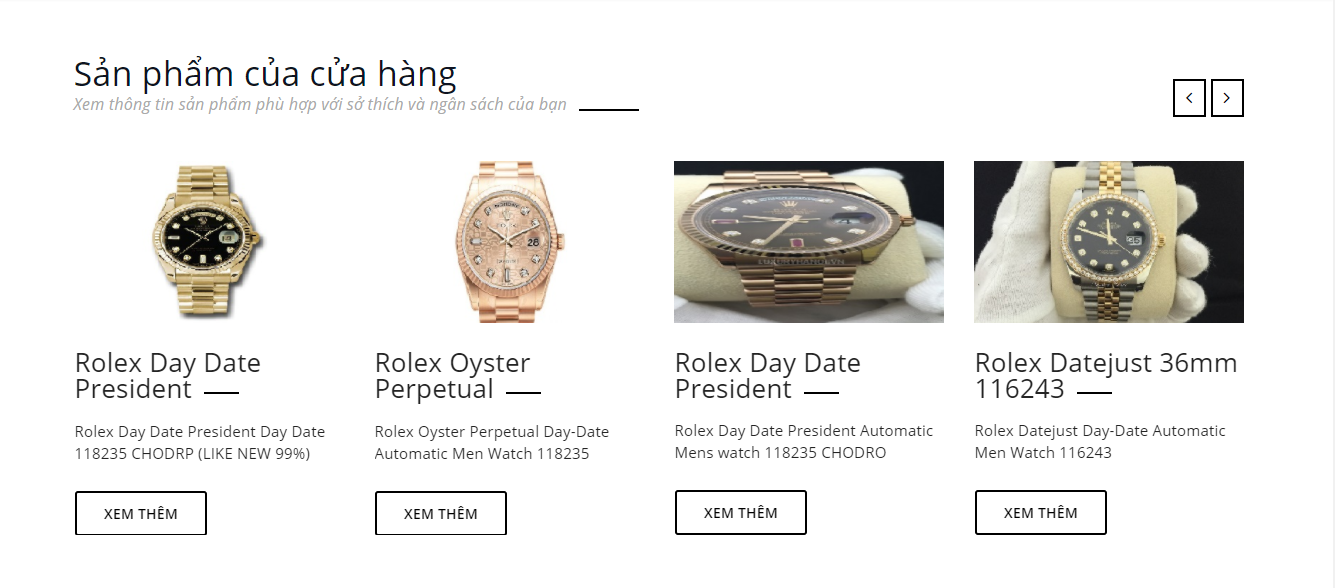 Sản phẩm của cửa hàng
Xem thông tin sản phẩm phù hợp với sở thích và ngân sách của bạn
Rolex Day Date
President
Rolex Day Date President Day Date
118235 CHODRP (LIKE NEW 99%)
XEM THÊM
28
Rolex Oyster
Perpetual
Rolex Oyster Perpetual Day-Date
Automatic Men Watch 118235
XEM THÊM
Rolex Day Date
President
Rolex Day Date President Automatic
Mens watch 118235 CHODRO
XEM THÊM
Rolex Datejust 36mm
116243
Rolex Datejust Day-Date Automatic
Men Watch 116243
XEM THÊM